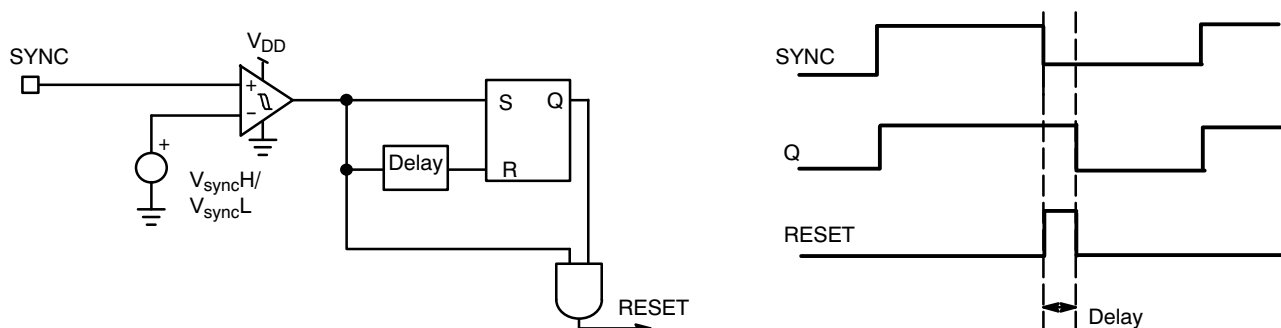 SYNC
VDD
+
−
+
VsyncH/
VsyncL
S
Q
Delay
R
RESET
SYNC
Q
RESET
Delay